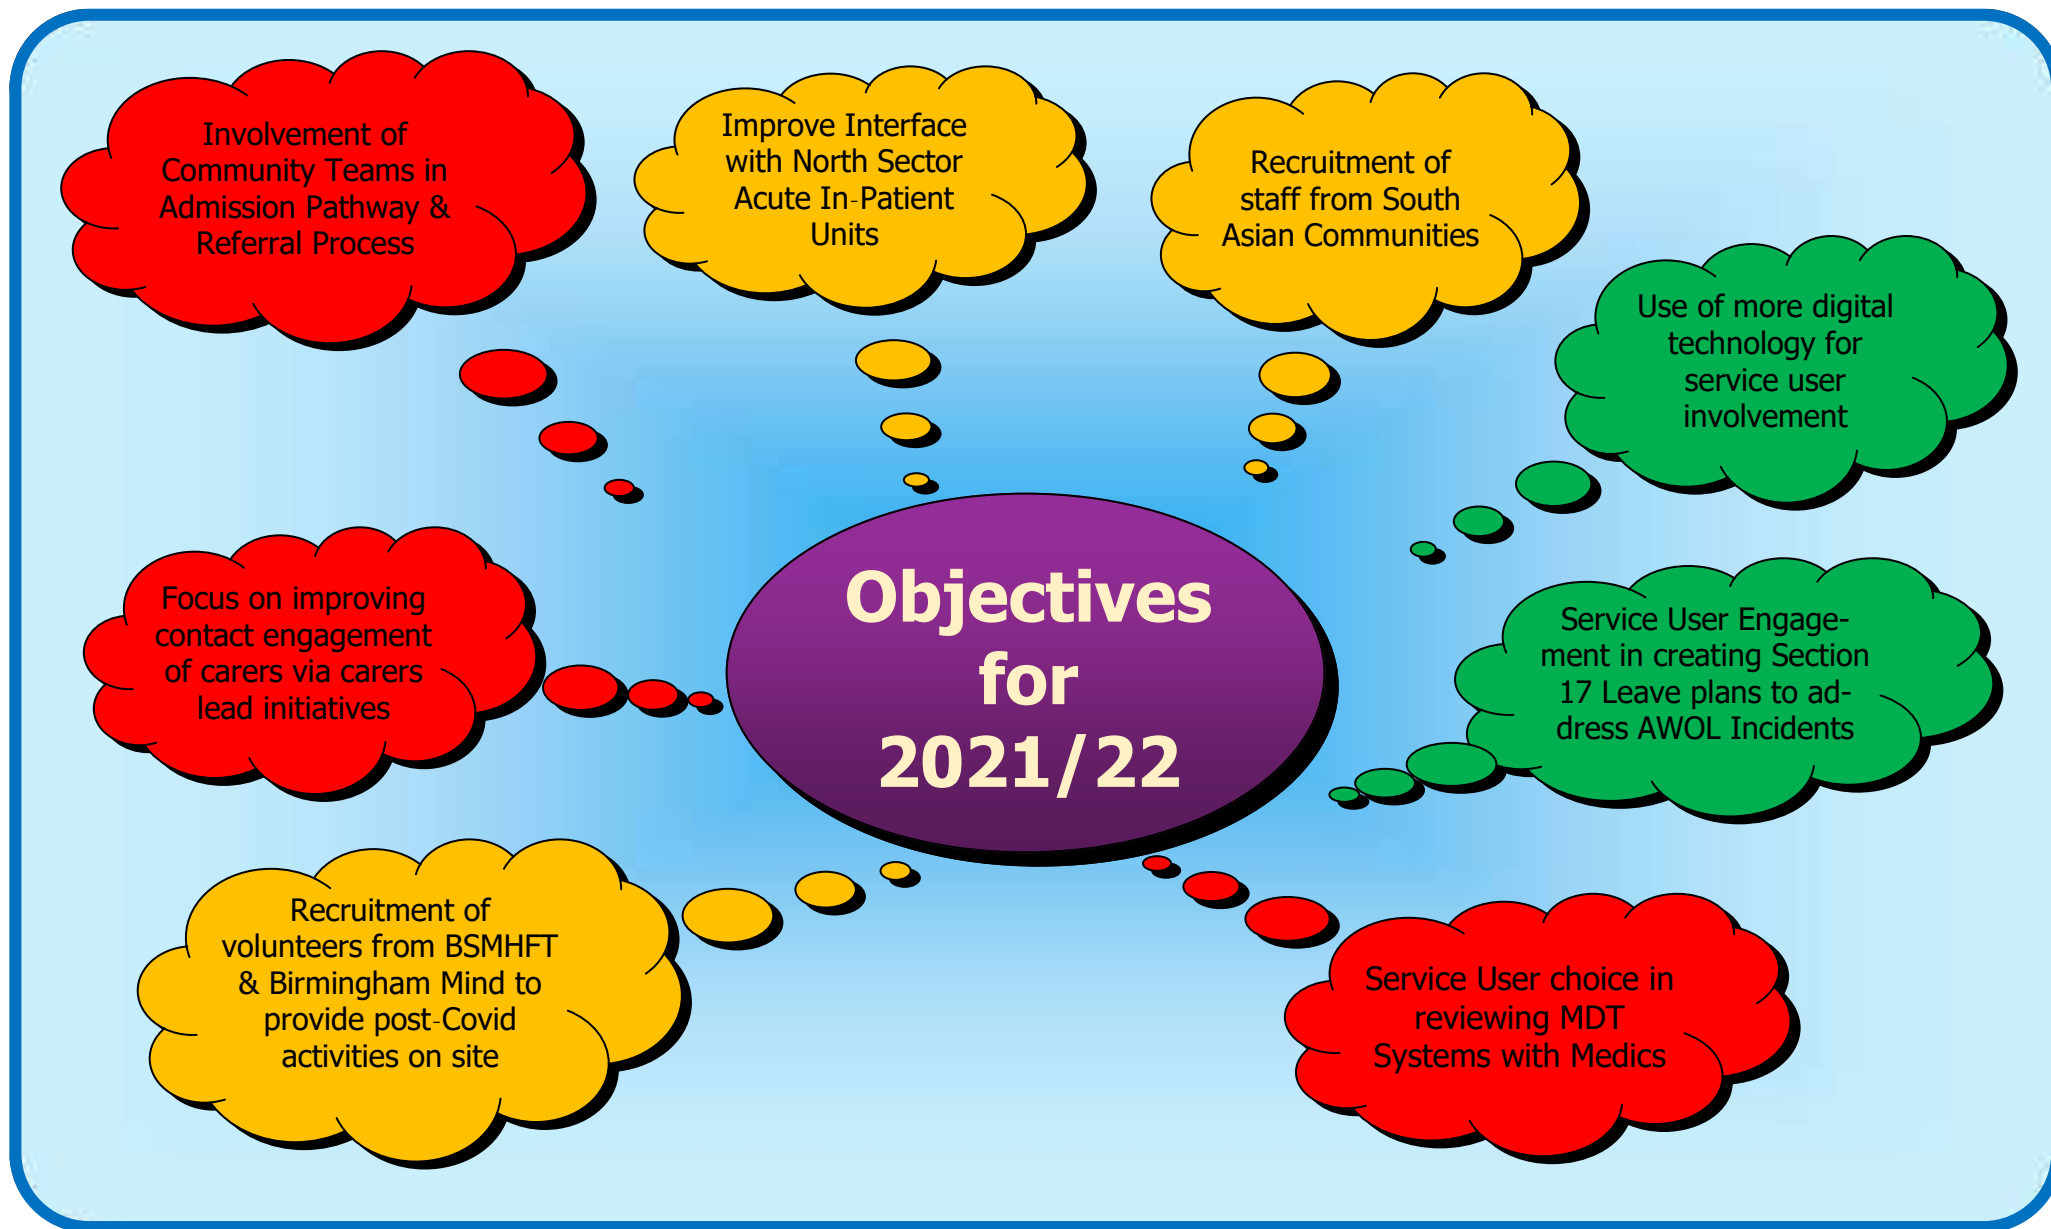 Involvement of
Community Teams in
Admission Pathway &
Referral Process
Improve Interface
with North Sector
Acute In-Patient
Units
Recruitment of
staff from South
Asian Communities
Use of more digital
technology for
service user
involvement
Objectives
for
2021/22
Focus on improving
contact engagement
of carers via carers
lead initiatives
Service User Engage-
ment in creating Section
17 Leave plans to ad-
dress AWOL Incidents
Recruitment of
volunteers from BSMHFT
& Birmingham Mind to
provide post-Covid
activities on site
Service User choice in
reviewing MDT
Systems with Medics